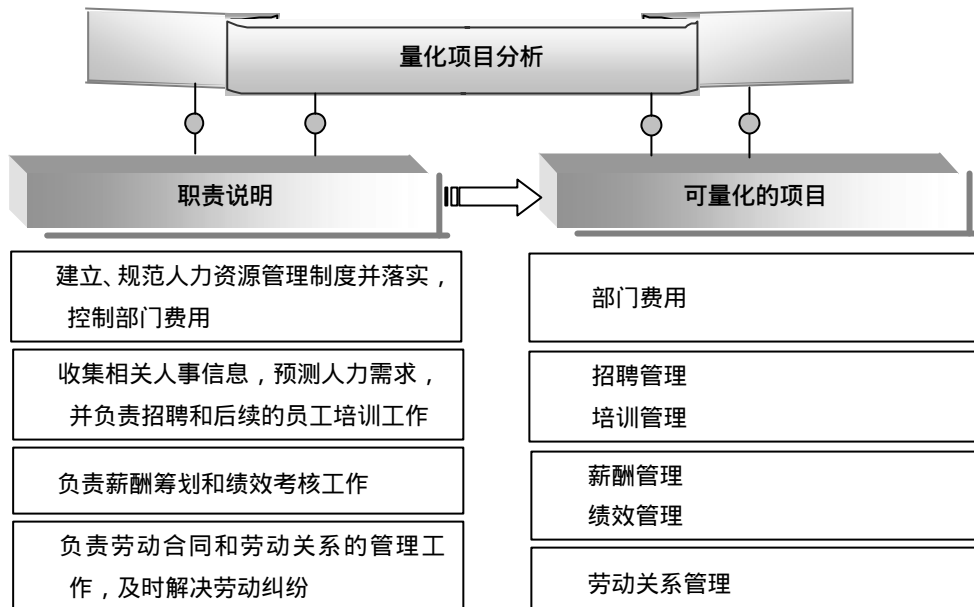 量化项目分析
职责说明
可量化的项目
建立、规范人力资源管理制度并落实，
控制部门费用
部门费用
收集相关人事信息，预测人力需求，
并负责招聘和后续的员工培训工作
招聘管理
培训管理
负责薪酬筹划和绩效考核工作
薪酬管理
绩效管理
负责劳动合同和劳动关系的管理工
作，及时解决劳动纠纷
劳动关系管理